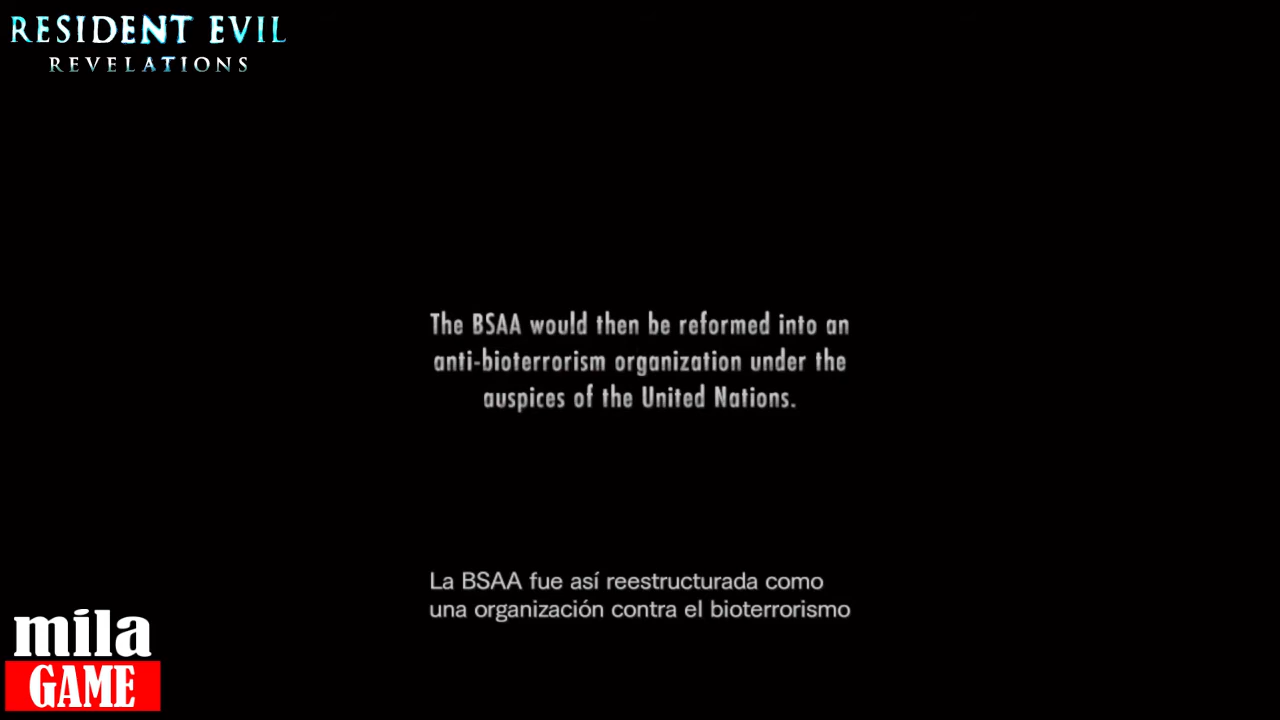 RESIDENT EVIL
REVELATIONS
The BSAA would then be reformed into an
anti-bioterrorism organization under the
auspices of the United Nations.
La BSAA fue así reestructurada como
una organización contra el bioterrorismo
mila
GAME